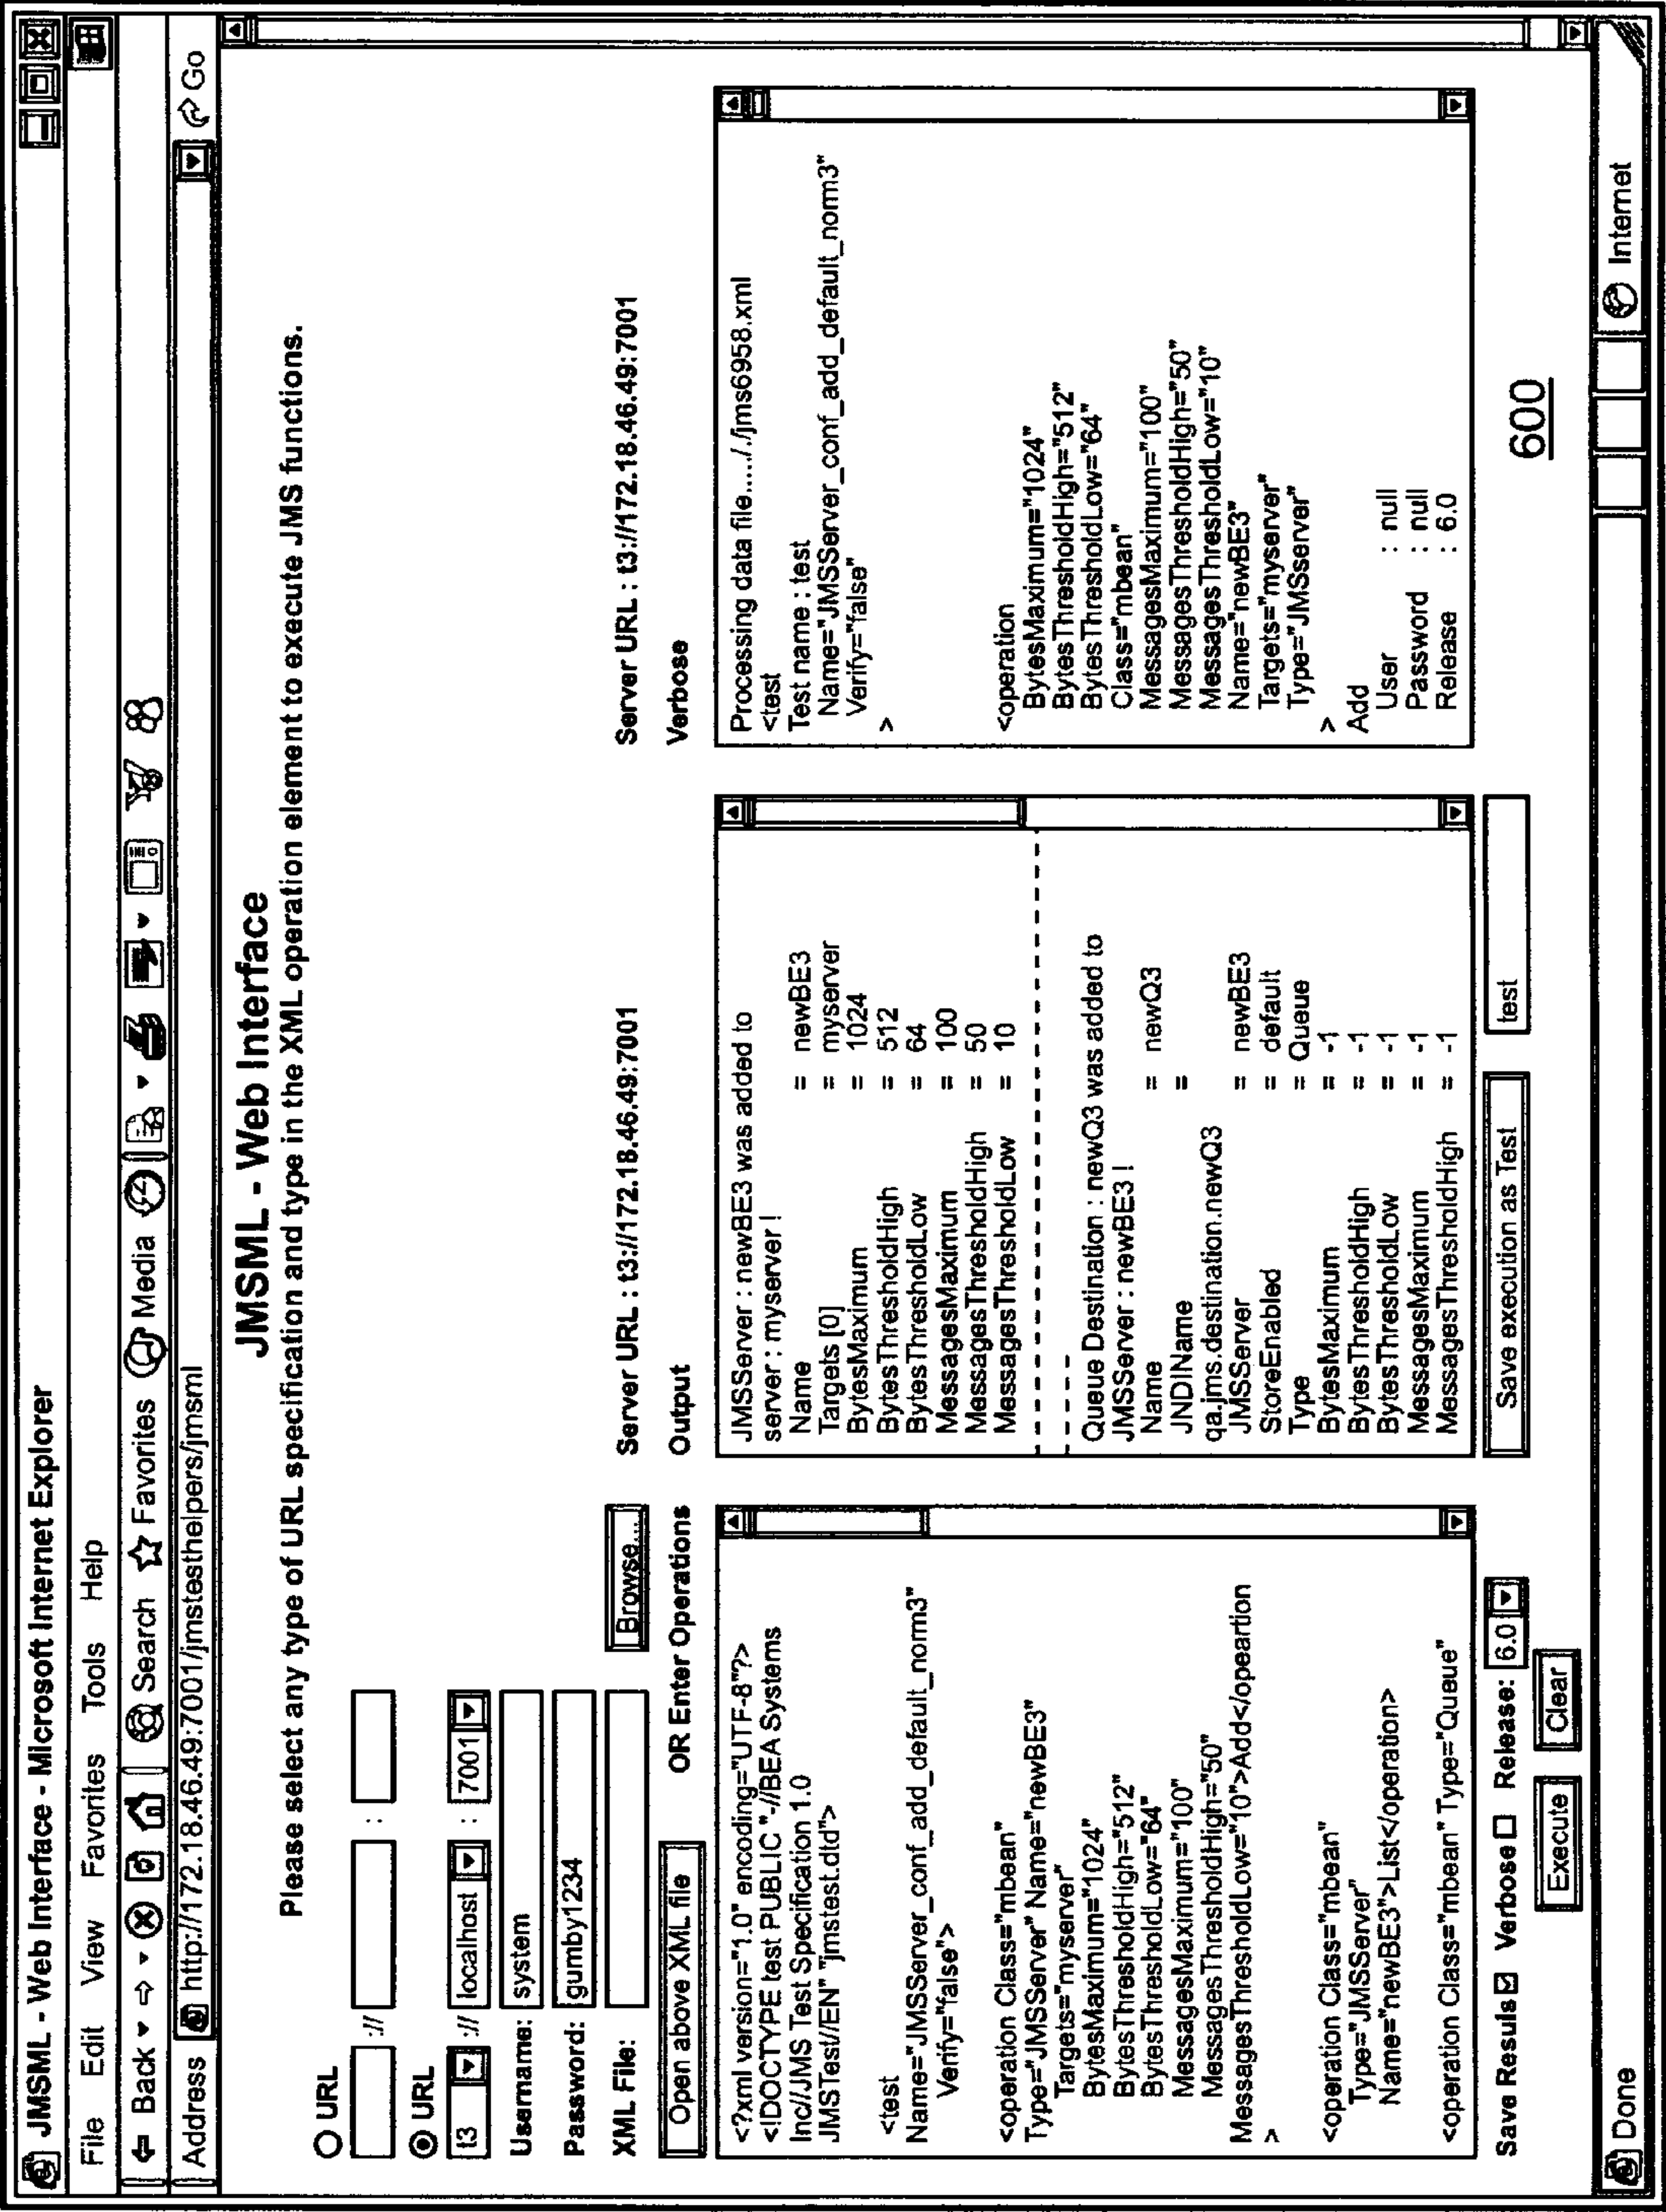 JMSML - Web Interface - Microsoft Internet Explorer
File Edit View Favorites Tools Help
Back Search Favorites Media
Address http://172.18.46.49:7001/jmstesthelpers/jmsml Go
JMSML - Web Interface
Please select any type of URL specification and type in the XML operation element to execute JMS functions.
URL
:// :
URL
t3 :// localhost : 7001
Username: system
Password: gumby1234
XML File: Browse...
Server URL : t3://172.18.46.49:7001
Server URL : t3://172.18.46.49:7001
Open above XML file OR Enter Operations
<?xml version="1.0" encoding="UTF-8"?>
<!DOCTYPE test PUBLIC "-//BEA Systems
Inc//JMS Test Specification 1.0
JMSTest//EN" "jmstest.dtd">
<test
Name="JMSServer_conf_add_default_norm3"
Verify="false">
<operation Class="mbean"
Type="JMSServer" Name="newBE3"
Targets="myserver"
BytesMaximum="1024"
BytesThresholdHigh="512"
BytesThresholdLow="64"
MessagesMaximum="100"
MessagesThresholdHigh="50"
MessagesThresholdLow="10">Add</opeartion
>
<operation Class="mbean"
Type="JMSServer"
Name="newBE3">List</operation>
<operation Class="mbean" Type="Queue"
Output
JMSServer : newBE3 was added to
server : myserver !
Name = newBE3
Targets [0] = myserver
BytesMaximum = 1024
BytesThresholdHigh = 512
BytesThresholdLow = 64
MessagesMaximum = 100
MessagesThresholdHigh = 50
MessagesThresholdLow = 10
- - - - - - - - - - - - - - - - - - - - - - - - - - - -
- - - -
Queue Destination : newQ3 was added to
JMSServer : newBE3 !
Name = newQ3
JNDIName =
qa.jms.destination.newQ3
JMSServer = newBE3
StoreEnabled = default
Type = Queue
BytesMaximum = -1
BytesThresholdHigh = -1
BytesThresholdLow = -1
MessagesMaximum = -1
MessagesThresholdHigh = -1
Verbose
Processing data file...././jms6958.xml
<test
Test name : test
Name="JMSServer_conf_add_default_norm3"
Verify="false"
>
<operation
BytesMaximum="1024"
BytesThresholdHigh="512"
BytesThresholdLow="64"
Class="mbean"
MessagesMaximum="100"
MessagesThresholdHigh="50"
MessagesThresholdLow="10"
Name="newBE3"
Targets="myserver"
Type="JMSserver"
>
Add
User : null
Password : null
Release : 6.0
Save Resuls Verbose Release: 6.0
Save execution as Test test
Execute Clear
600
Done Internet